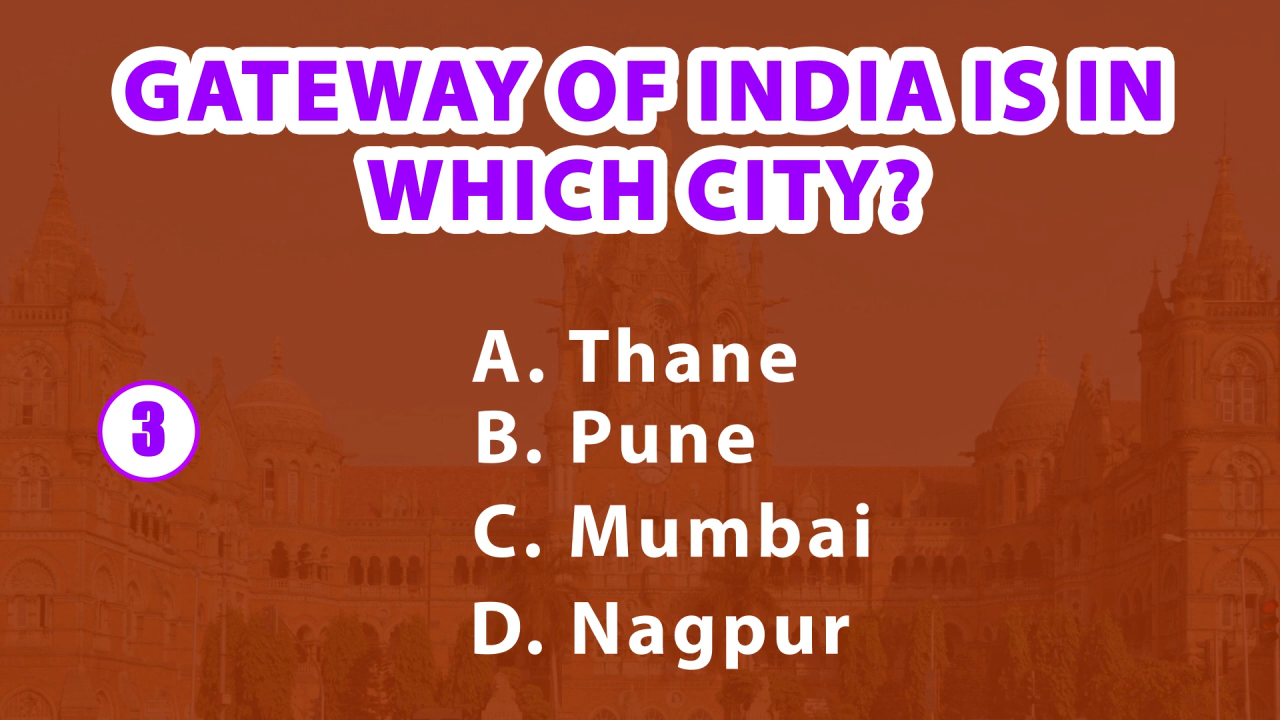 GATEWAY OF INDIA IS IN
WHICH CITY?
A. Thane
3
B. Pune
C. Mumbai
D. Nagpur